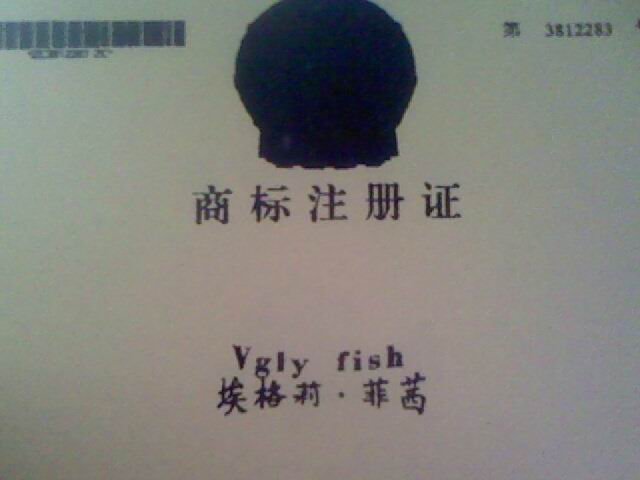 第 3812283
商标注册证
Vgly fish
埃格莉·菲茜